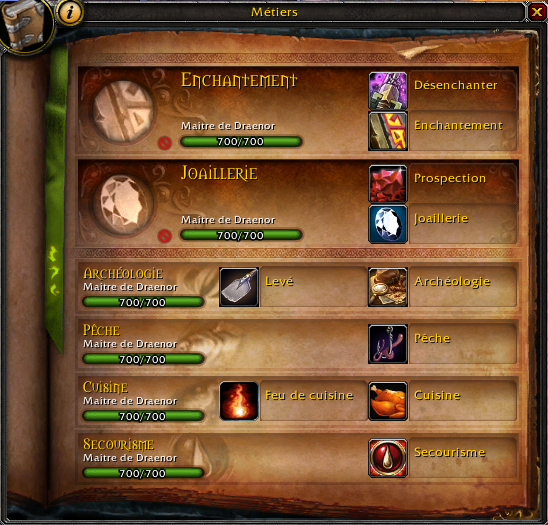 i
Métiers
Enchantement
Désenchanter
Maître de Draenor
700/700
Enchantement
Joaillerie
Prospection
Maître de Draenor
700/700
Joaillerie
Archéologie
Maître de Draenor
700/700
Levé
Archéologie
Pêche
Maître de Draenor
700/700
Pêche
Cuisine
Maître de Draenor
700/700
Feu de cuisine
Cuisine
Secourisme
Maître de Draenor
700/700
Secourisme